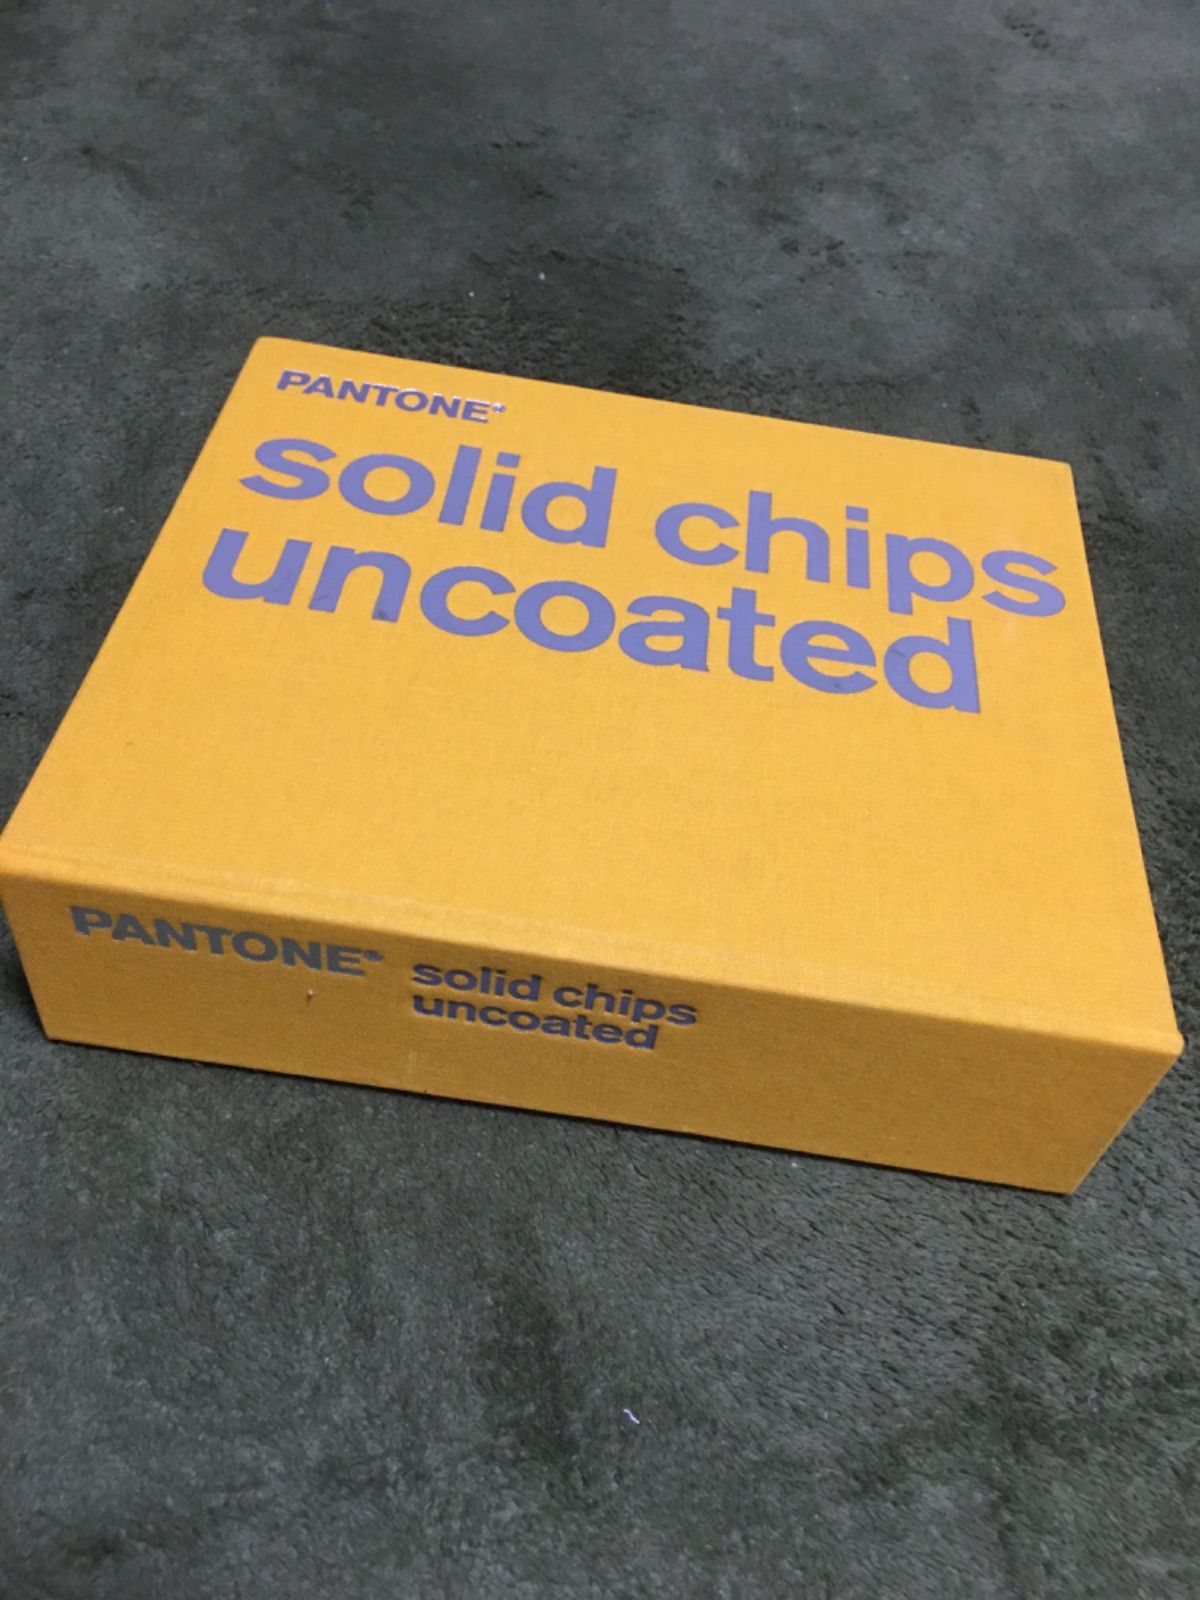 PANTONE®
solid chips
uncoated
PANTONE®
solid chips
uncoated